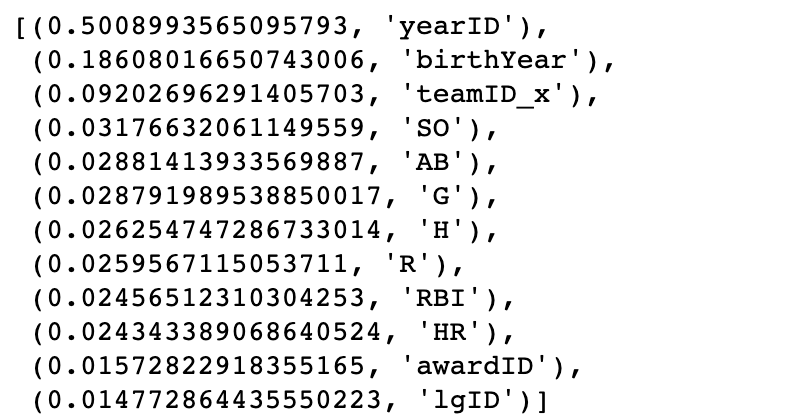 [(0.5008993565095793, 'yearID'),
(0.18608016650743006, 'birthYear'),
(0.09202696291405703, 'teamID_x'),
(0.03176632061149559, 'SO'),
(0.02881413933569887, 'AB'),
(0.028791989538850017, 'G'),
(0.026254747286733014, 'H'),
(0.0259567115053711, 'R'),
(0.02456512310304253, 'RBI'),
(0.024343389068640524, 'HR'),
(0.01572822918355165, 'awardID'),
(0.014772864435550223, 'lgID')]